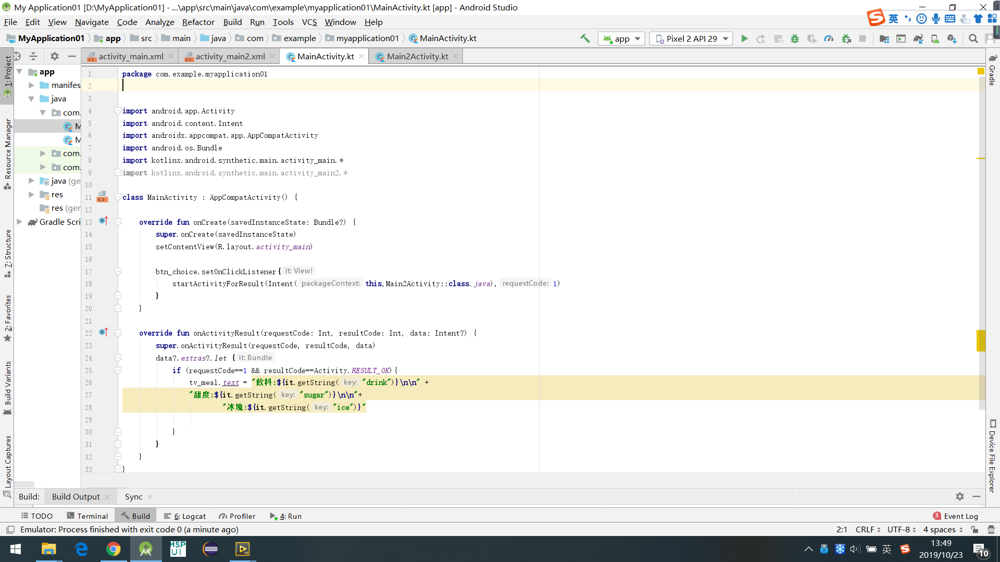 My Application01 [D:\MyApplication01] - ...\app\src\main\java\com\example\myapplication01\MainActivity.kt [app] - Android Studio
File Edit View Navigate Code Analyze Refactor Build Run Tools VCS Window Help
英
MyApplication01 app src main java com example myapplication01 MainActivity.kt
app Pixel 2 API 29
activity_main.xml activity_main2.xml MainActivity.kt Main2Activity.kt
1: Project
Resource Manager
7: Structure
2: Favorites
Build Variants
Layout Captures
app
manifes
java
com.
M
M
com.
com.
java (ge
res
res (ger
Gradle Scri
1 package com.example.myapplication01
2
3
4 import android.app.Activity
5 import android.content.Intent
6 import androidx.appcompat.app.AppCompatActivity
7 import android.os.Bundle
8 import kotlinx.android.synthetic.main.activity_main.*
9 import kotlinx.android.synthetic.main.activity_main2.*
10
11 class MainActivity : AppCompatActivity() {
12
13 override fun onCreate(savedInstanceState: Bundle?) {
14 super.onCreate(savedInstanceState)
15 setContentView(R.layout.activity_main)
16
17 btn_choice.setOnClickListener{ it: View!
18 startActivityForResult(Intent( packageContext: this,Main2Activity::class.java), requestCode: 1)
19 }
20 }
21
22 override fun onActivityResult(requestCode: Int, resultCode: Int, data: Intent?) {
23 super.onActivityResult(requestCode, resultCode, data)
24 data?.extras?.let { it: Bundle
25 if (requestCode==1 && resultCode==Activity.RESULT_OK){
26 tv_meal.text = "飲料:${it.getString( key: "drink")}\n\n" +
27 "甜度:${it.getString( key: "sugar")}\n\n"+
28 "冰塊:${it.getString( key: "ice")}"
29
30 }
31 }
32 }
33 }
Gradle
Device File Explorer
Build: Build Output Sync
TODO Terminal Build 6: Logcat Profiler 4: Run 3 Event Log
Emulator: Process finished with exit code 0 (a minute ago) 2:1 CRLF UTF-8 4 spaces
HSP
UI
英
13:49
2019/10/23
10